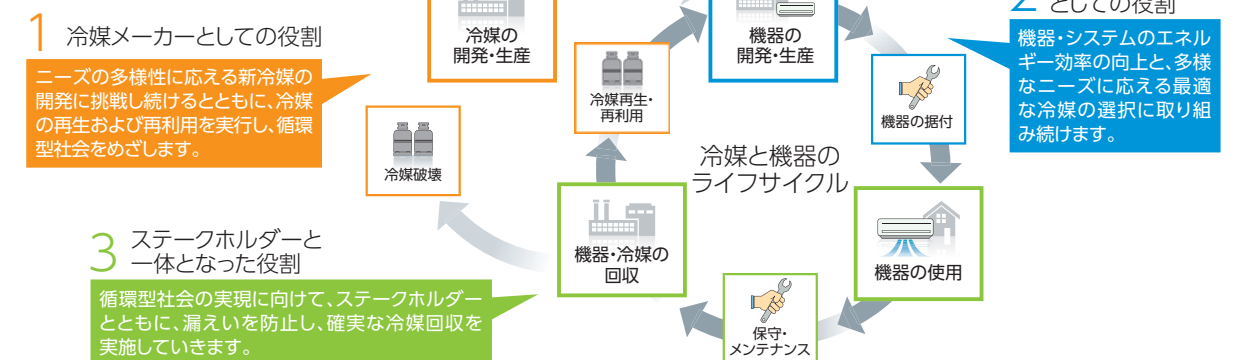 1 冷媒メーカーとしての役割
ニーズの多様性に応える新冷媒の
開発に挑戦し続けるとともに、冷媒
の再生および再利用を実行し、循環
型社会をめざします。
冷媒の
開発・生産
機器の
開発・生産
2 としての役割
機器・システムのエネル
ギー効率の向上と、多様
なニーズに応える最適
な冷媒の選択に取り組
み続けます。
冷媒再生・
再利用
機器の据付
冷媒破壊
冷媒と機器の
ライフサイクル
機器・冷媒の
回収
機器の使用
保守・
メンテナンス
3 ステークホルダーと
一体となった役割
循環型社会の実現に向けて、ステークホルダー
とともに、漏えいを防止し、確実な冷媒回収を
実施していきます。